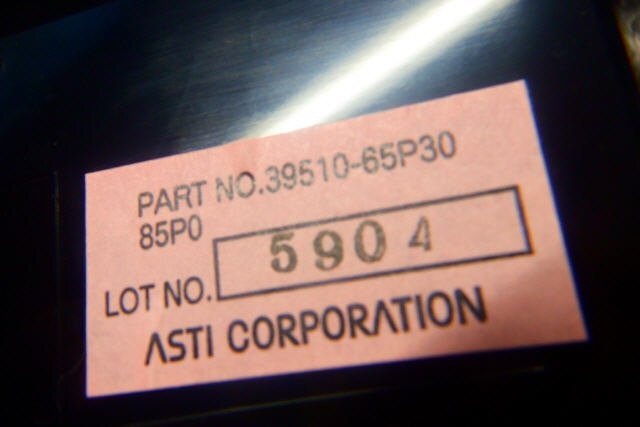 PART NO.39510-65P30
85P0
LOT NO. 5904
ASTI CORPORATION